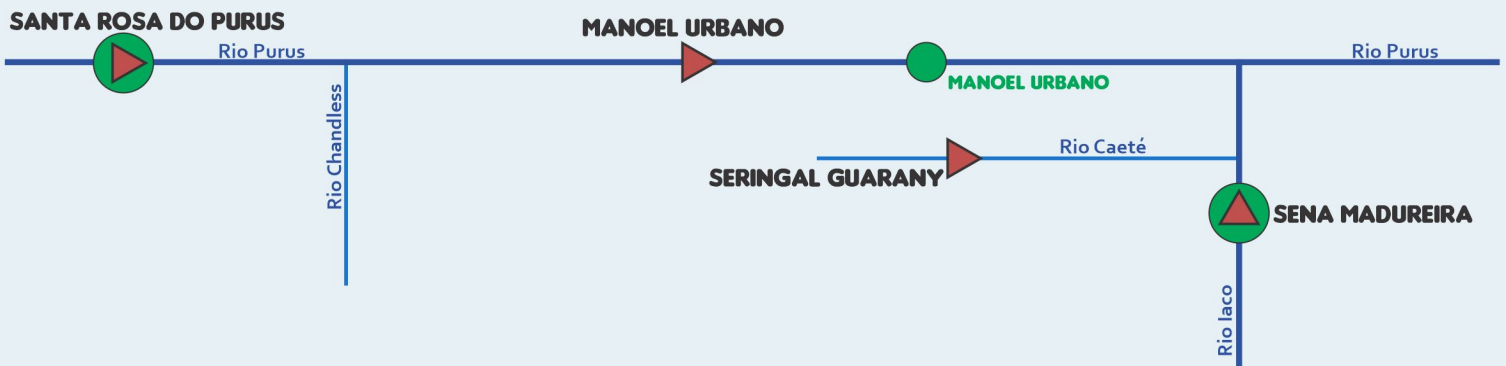 SANTA ROSA DO PURUS
MANOEL URBANO
Rio Purus
Rio Purus
MANOEL URBANO
Rio Chandless
Rio Caeté
SERINGAL GUARANY
SENA MADUREIRA
Rio Iaco